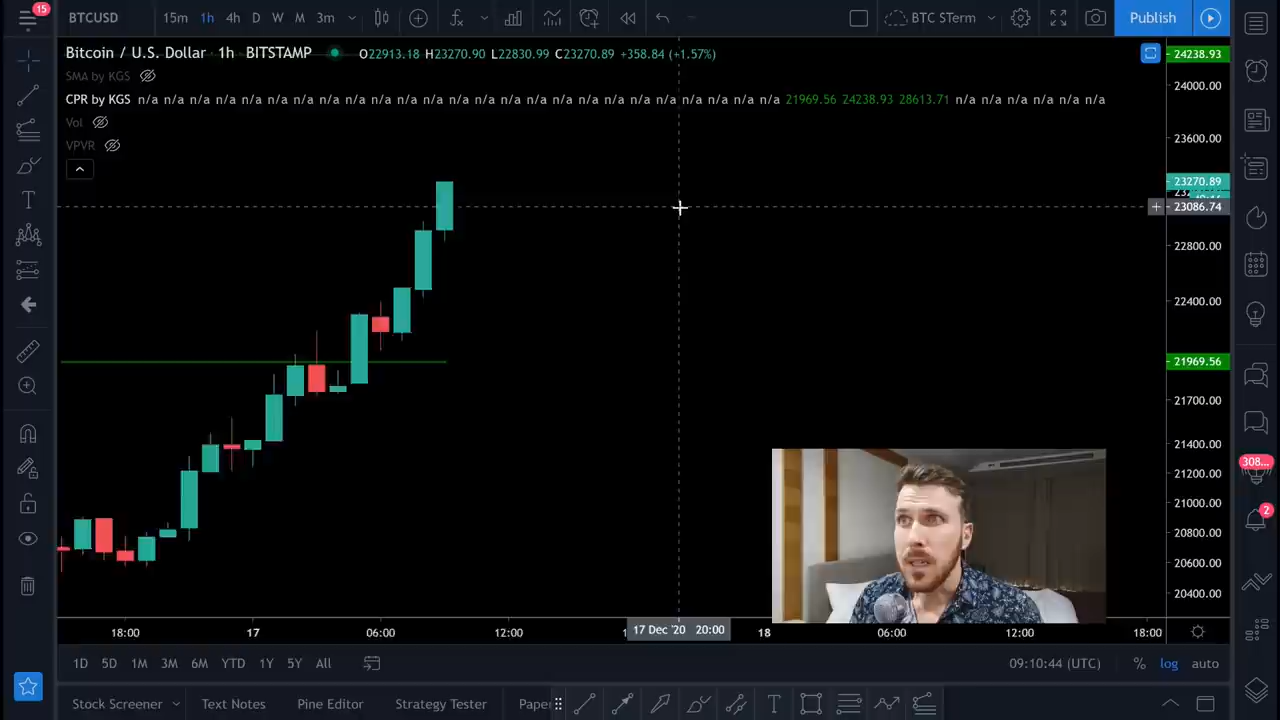 15
BTCUSD 15m 1h 4h D W M 3m BTC STerm Publish
Bitcoin / U.S. Dollar · 1h · BITSTAMP O22913.18 H23270.90 L22830.99 C23270.89 +358.84 (+1.57%)
SMA by KGS
CPR by KGS n/a n/a n/a n/a n/a n/a n/a n/a n/a n/a n/a n/a n/a n/a n/a n/a n/a n/a n/a n/a n/a n/a n/a n/a n/a 21969.56 24238.93 28613.71 n/a n/a n/a n/a n/a n/a
Vol
VPVR
24238.93
24000.00
23600.00
23270.89
23086.74
22800.00
22400.00
21969.56
21700.00
21400.00
21200.00
21000.00
20800.00
20600.00
20400.00
308...
2
18:00 17 06:00 12:00 17 Dec '20 20:00 18 06:00 12:00 18:00
1D 5D 1M 3M 6M YTD 1Y 5Y All 09:10:44 (UTC) % log auto
Stock Screener Text Notes Pine Editor Strategy Tester Pape